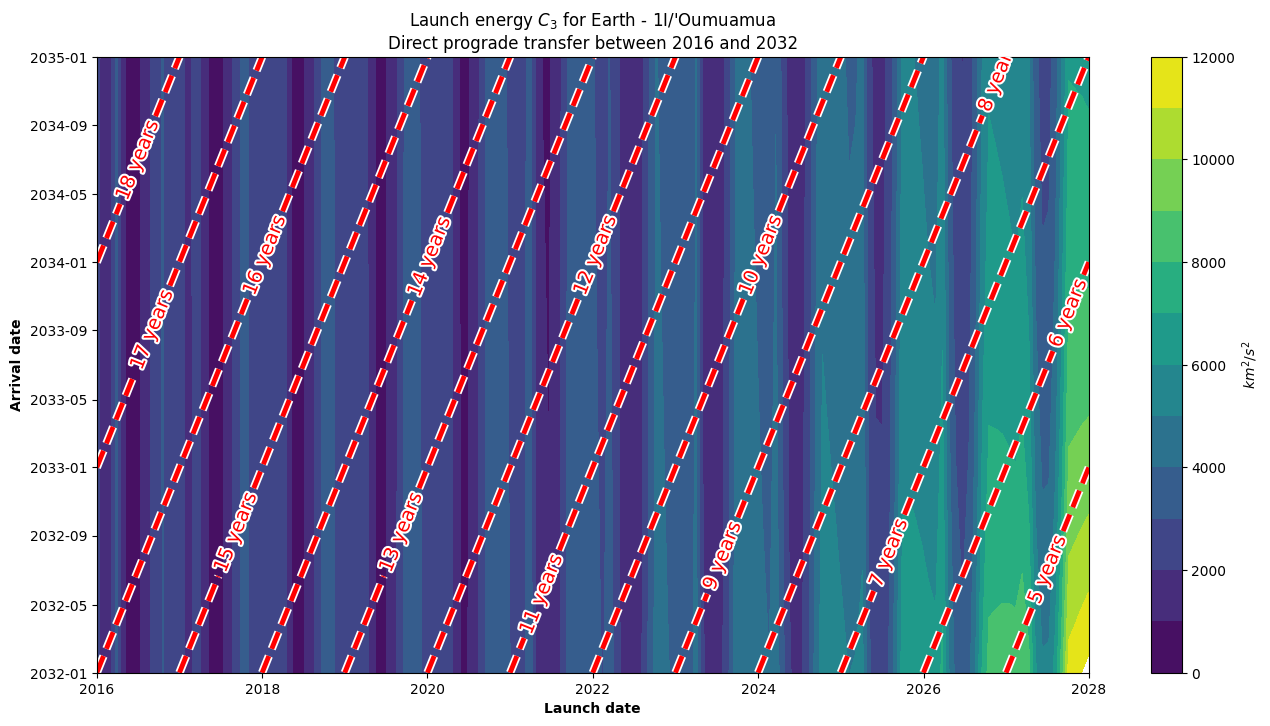 Launch energy C₃ for Earth - 1I/'Oumuamua
Direct prograde transfer between 2016 and 2032
2035-01
2034-09
2034-05
2034-01
2033-09
2033-05
2033-01
2032-09
2032-05
2032-01
Arrival date
18 years
17 years
16 years
15 years
14 years
13 years
12 years
11 years
10 years
9 years
8 year
7 years
6 years
5 years
2016
2018
2020
2022
2024
2026
2028
Launch date
12000
10000
8000
6000
4000
2000
0
km²/s²